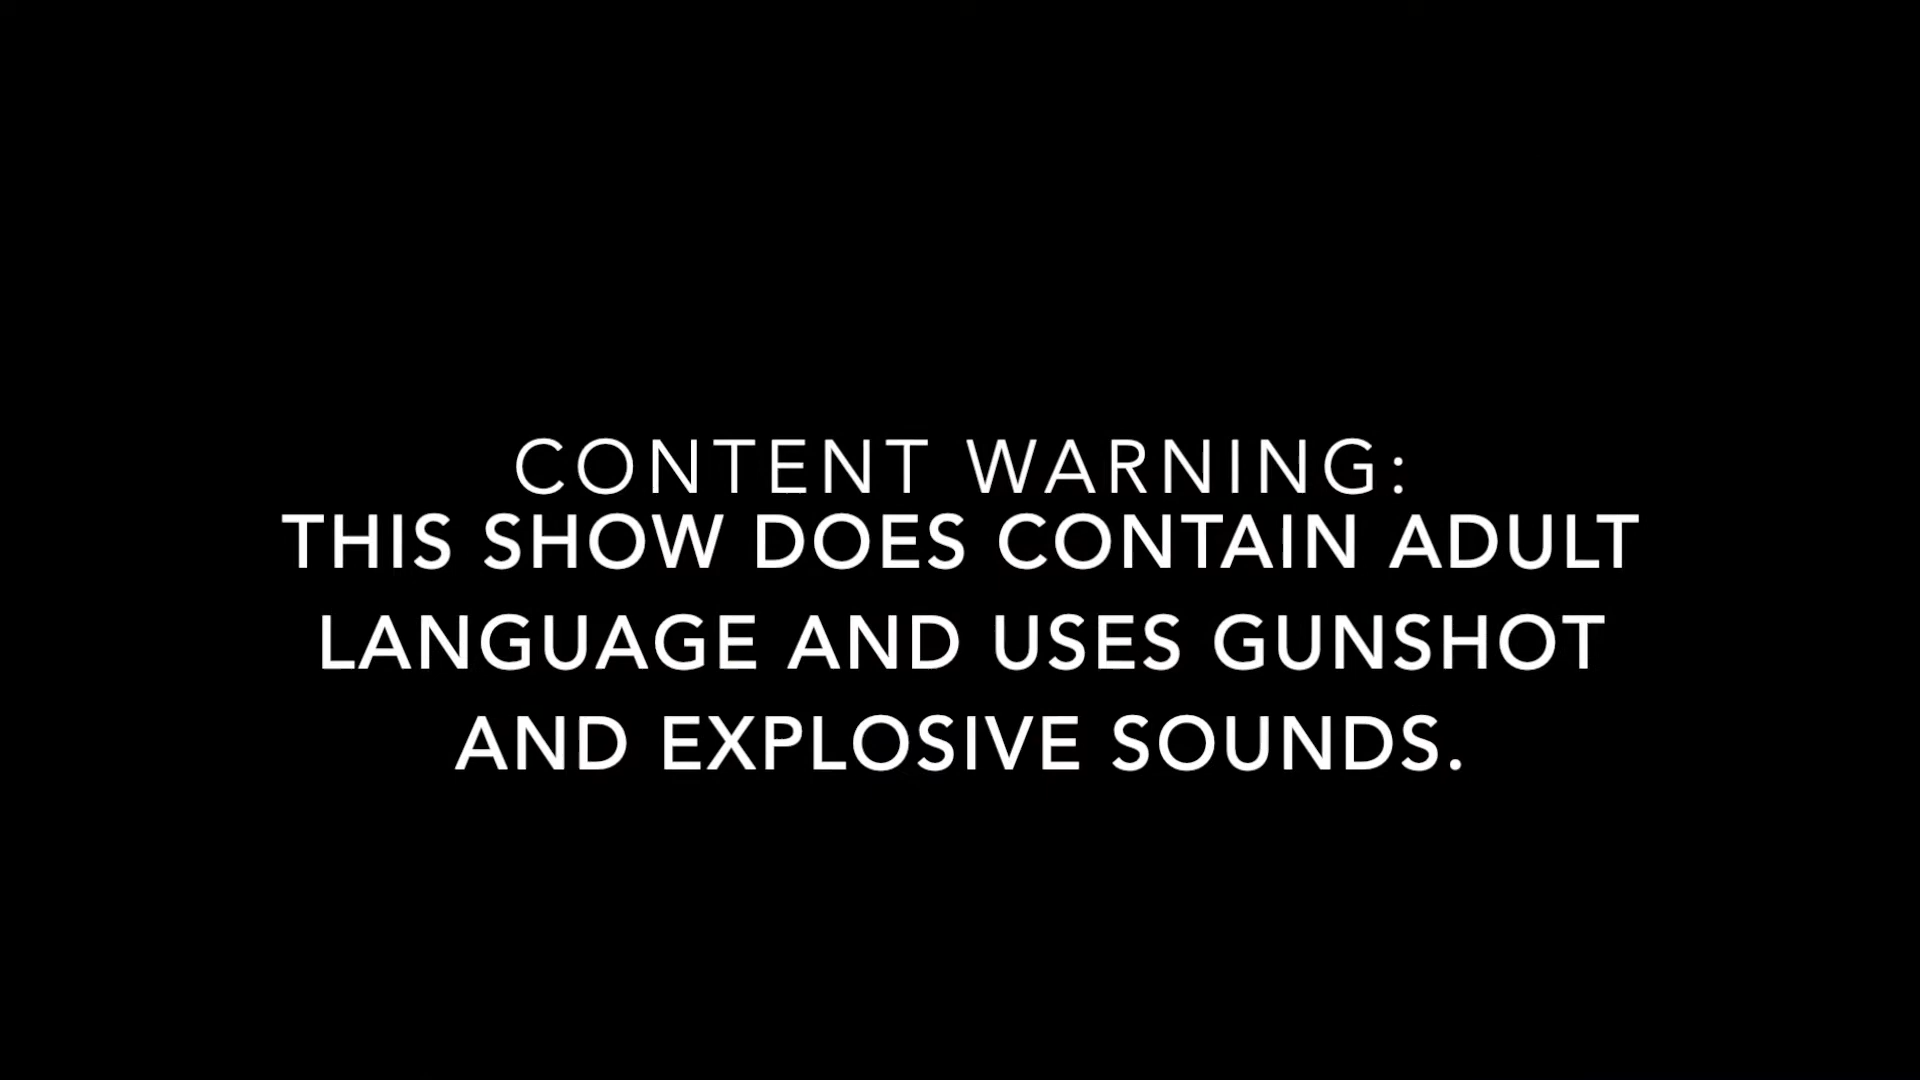 CONTENT WARNING:
THIS SHOW DOES CONTAIN ADULT
LANGUAGE AND USES GUNSHOT
AND EXPLOSIVE SOUNDS.